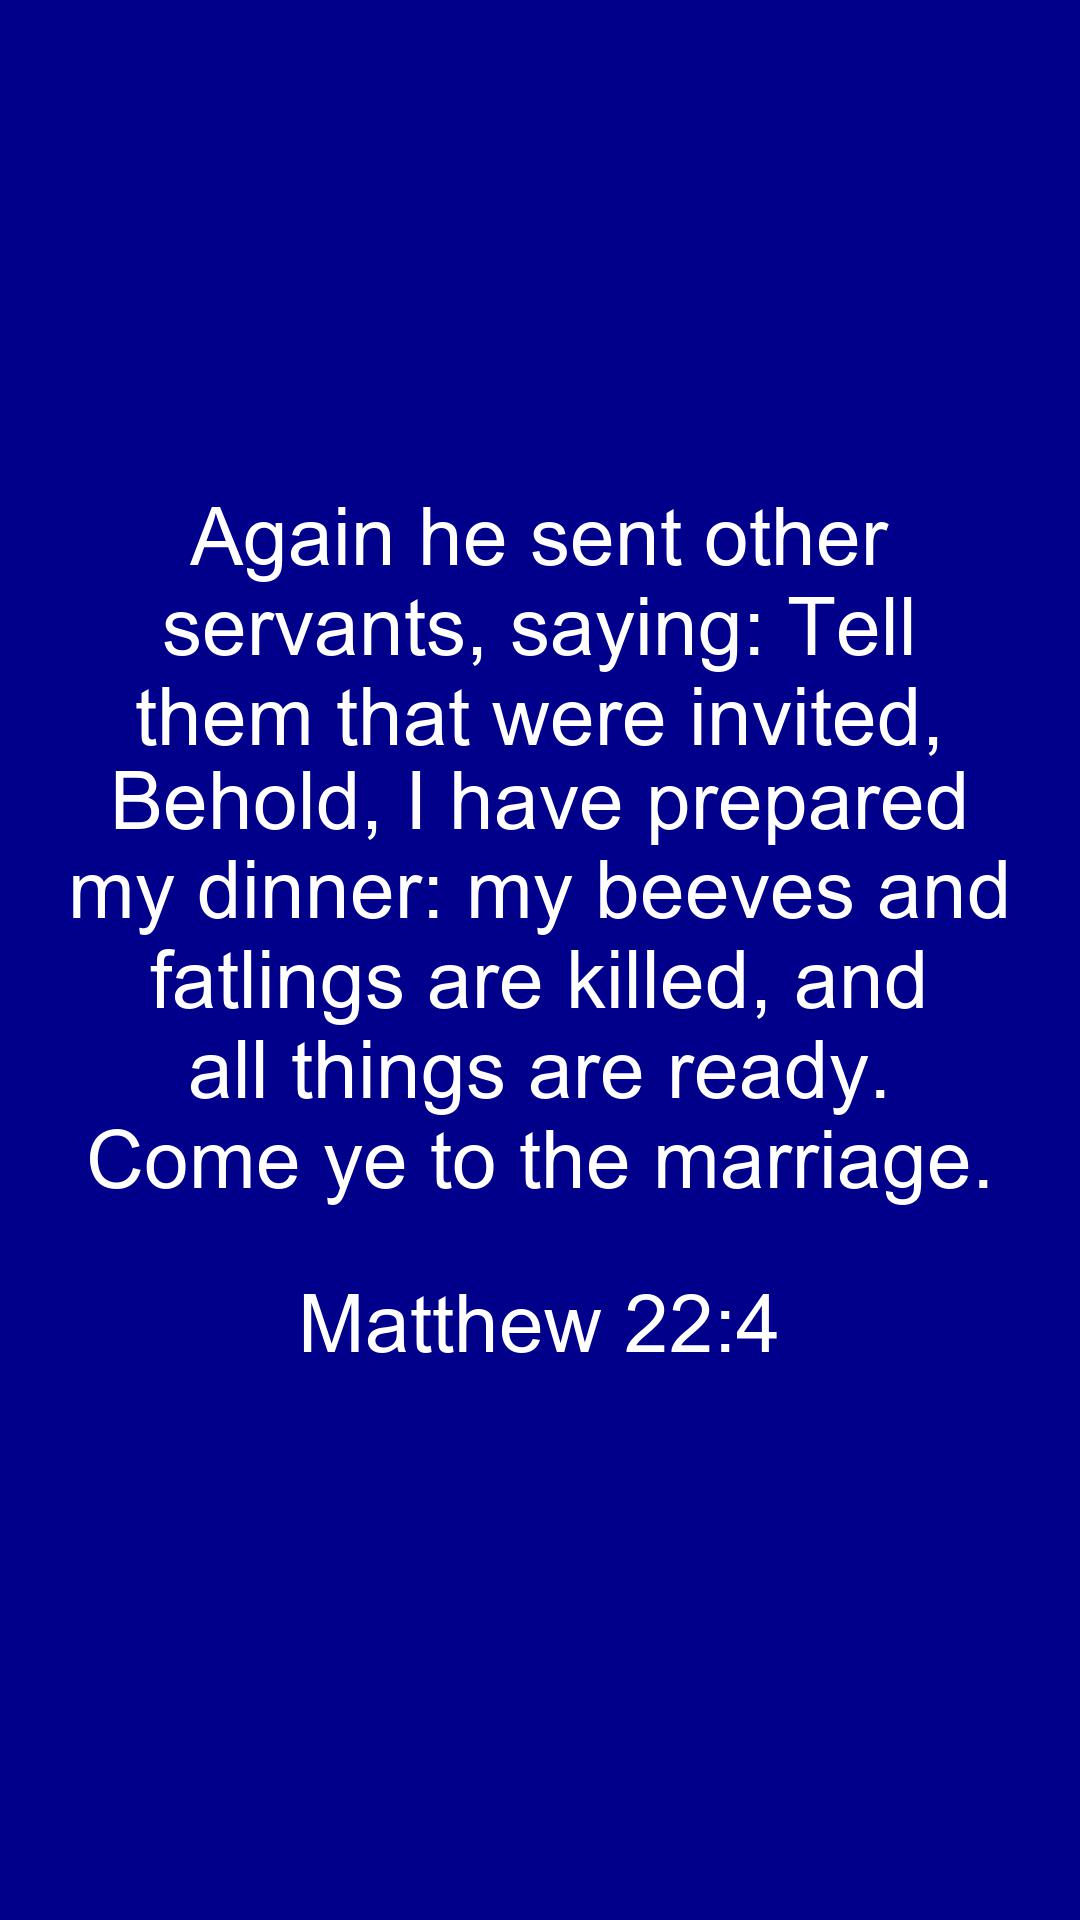 Again he sent other
servants, saying: Tell
them that were invited,
Behold, I have prepared
my dinner: my beeves and
fatlings are killed, and
all things are ready.
Come ye to the marriage.
Matthew 22:4